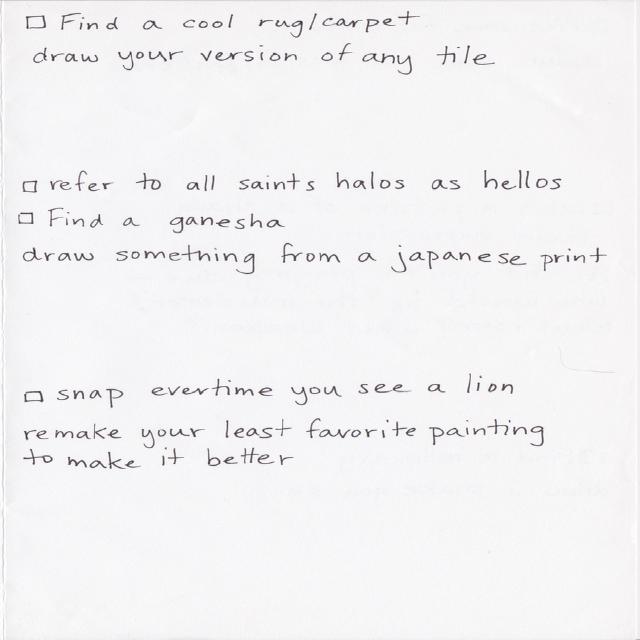 □ Find a cool rug/carpet
draw your version of any tile
□ refer to all saints halos as hellos
□ Find a ganesha
draw something from a japanese print
□ snap evertime you see a lion
remake your least favorite painting
to make it better